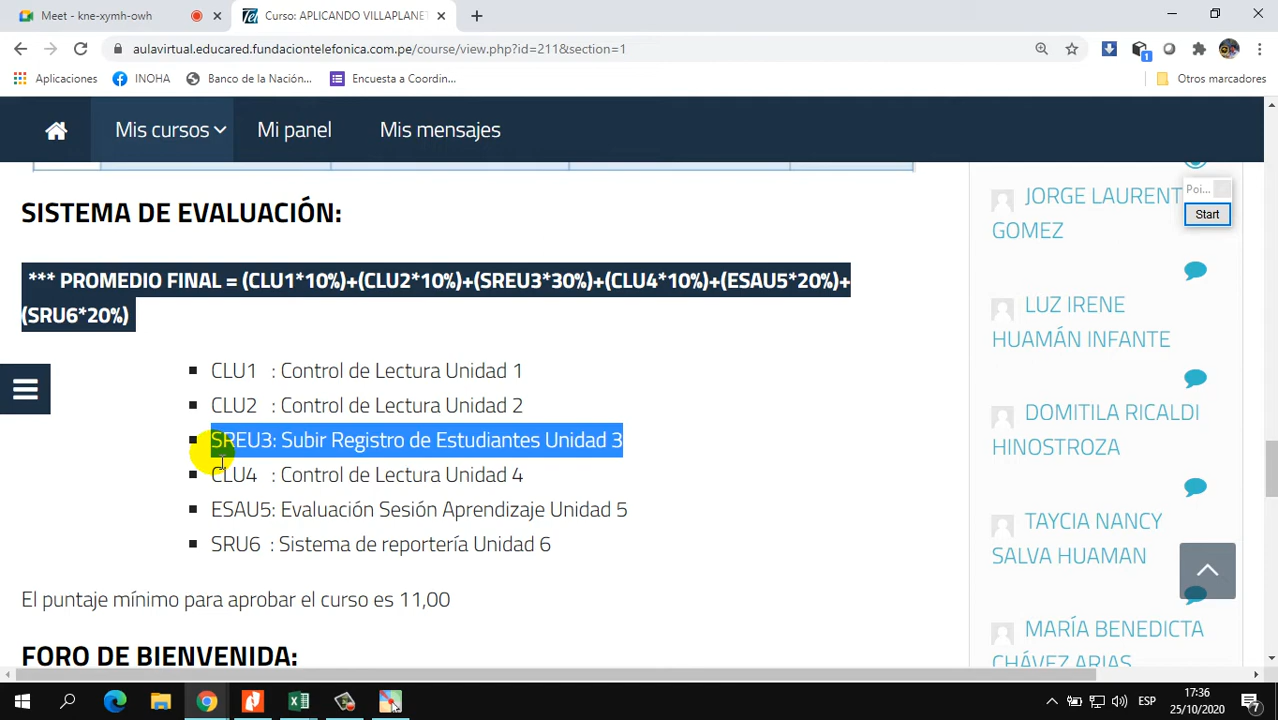 Meet - kne-xymh-owh
Curso: APLICANDO VILLAPLANET
aulavirtual.educared.fundaciontelefonica.com.pe/course/view.php?id=211&section=1
Aplicaciones
INOHA
Banco de la Nación...
Encuesta a Coordin...
Otros marcadores
Mis cursos
Mi panel
Mis mensajes
SISTEMA DE EVALUACIÓN:
*** PROMEDIO FINAL = (CLU1*10%)+(CLU2*10%)+(SREU3*30%)+(CLU4*10%)+(ESAU5*20%)+
(SRU6*20%)
CLU1 : Control de Lectura Unidad 1
CLU2 : Control de Lectura Unidad 2
SREU3: Subir Registro de Estudiantes Unidad 3
CLU4 : Control de Lectura Unidad 4
ESAU5: Evaluación Sesión Aprendizaje Unidad 5
SRU6 : Sistema de reportería Unidad 6
El puntaje mínimo para aprobar el curso es 11,00
FORO DE BIENVENIDA:
JORGE LAURENT
GOMEZ
LUZ IRENE
HUAMÁN INFANTE
DOMITILA RICALDI
HINOSTROZA
TAYCIA NANCY
SALVA HUAMAN
MARÍA BENEDICTA
CHÁVEZ ARIAS
Poi...
Start
1
ESP
17:36
25/10/2020
7